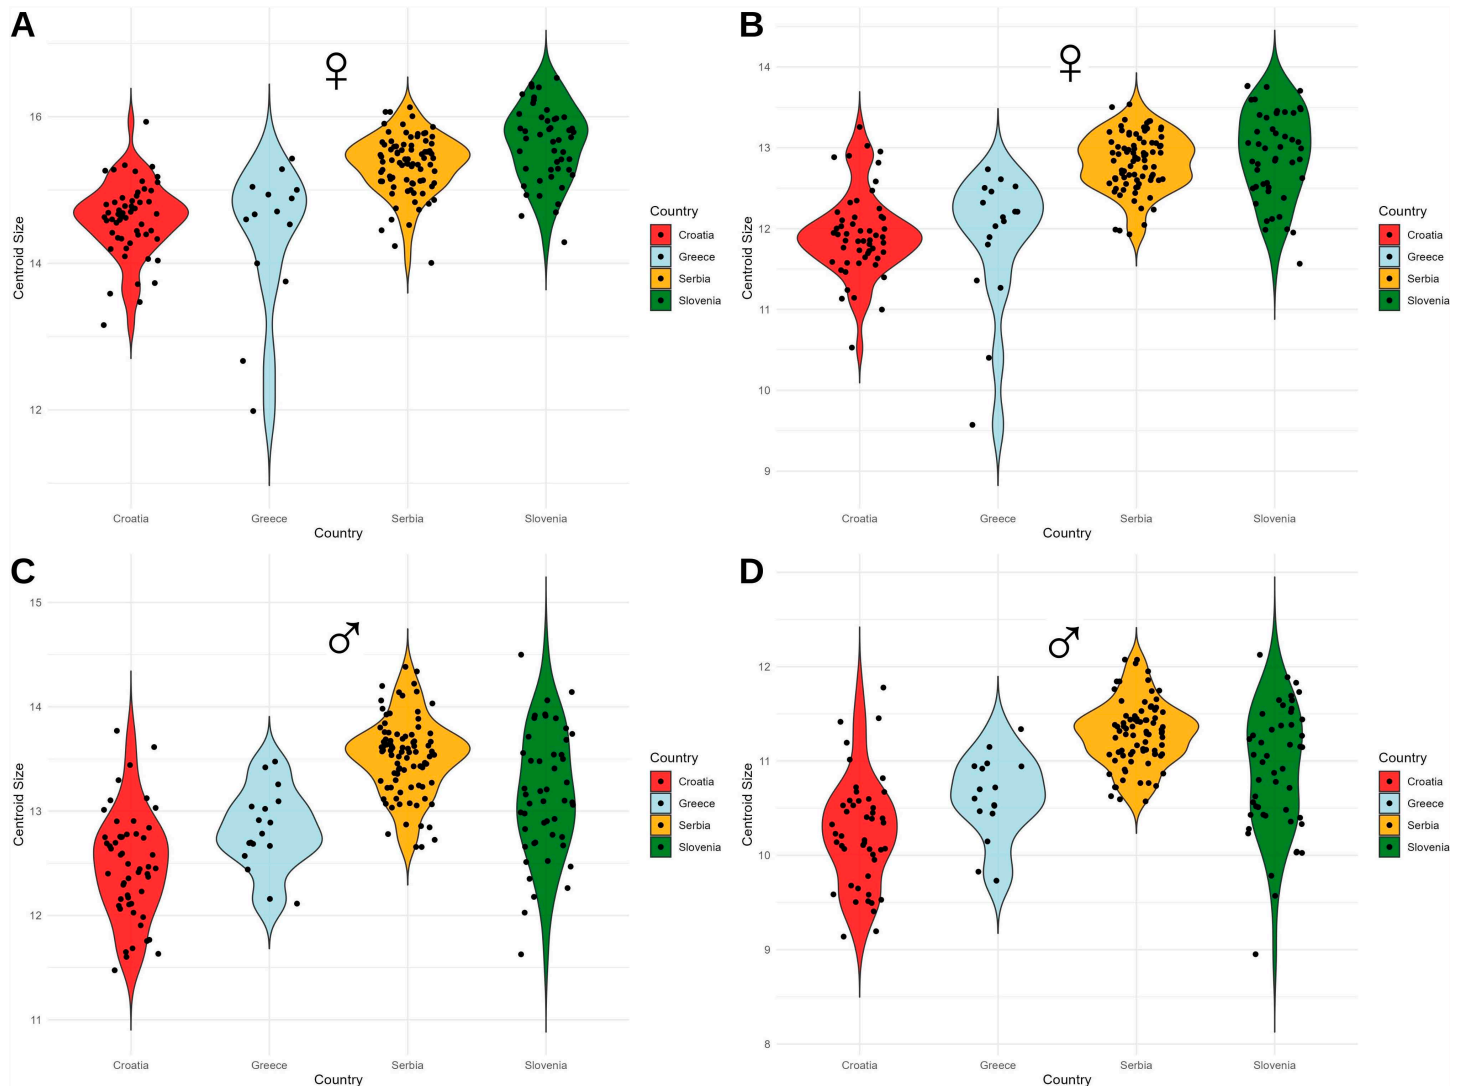 A
♀
16
14
12
Centroid Size
Croatia Greece Serbia Slovenia
Country
Country
Croatia
Greece
Serbia
Slovenia
B
♀
14
13
12
11
10
9
Centroid Size
Croatia Greece Serbia Slovenia
Country
Country
Croatia
Greece
Serbia
Slovenia
C
♂
15
14
13
12
11
Centroid Size
Croatia Greece Serbia Slovenia
Country
Country
Croatia
Greece
Serbia
Slovenia
D
♂
12
11
10
9
8
Centroid Size
Croatia Greece Serbia Slovenia
Country
Country
Croatia
Greece
Serbia
Slovenia